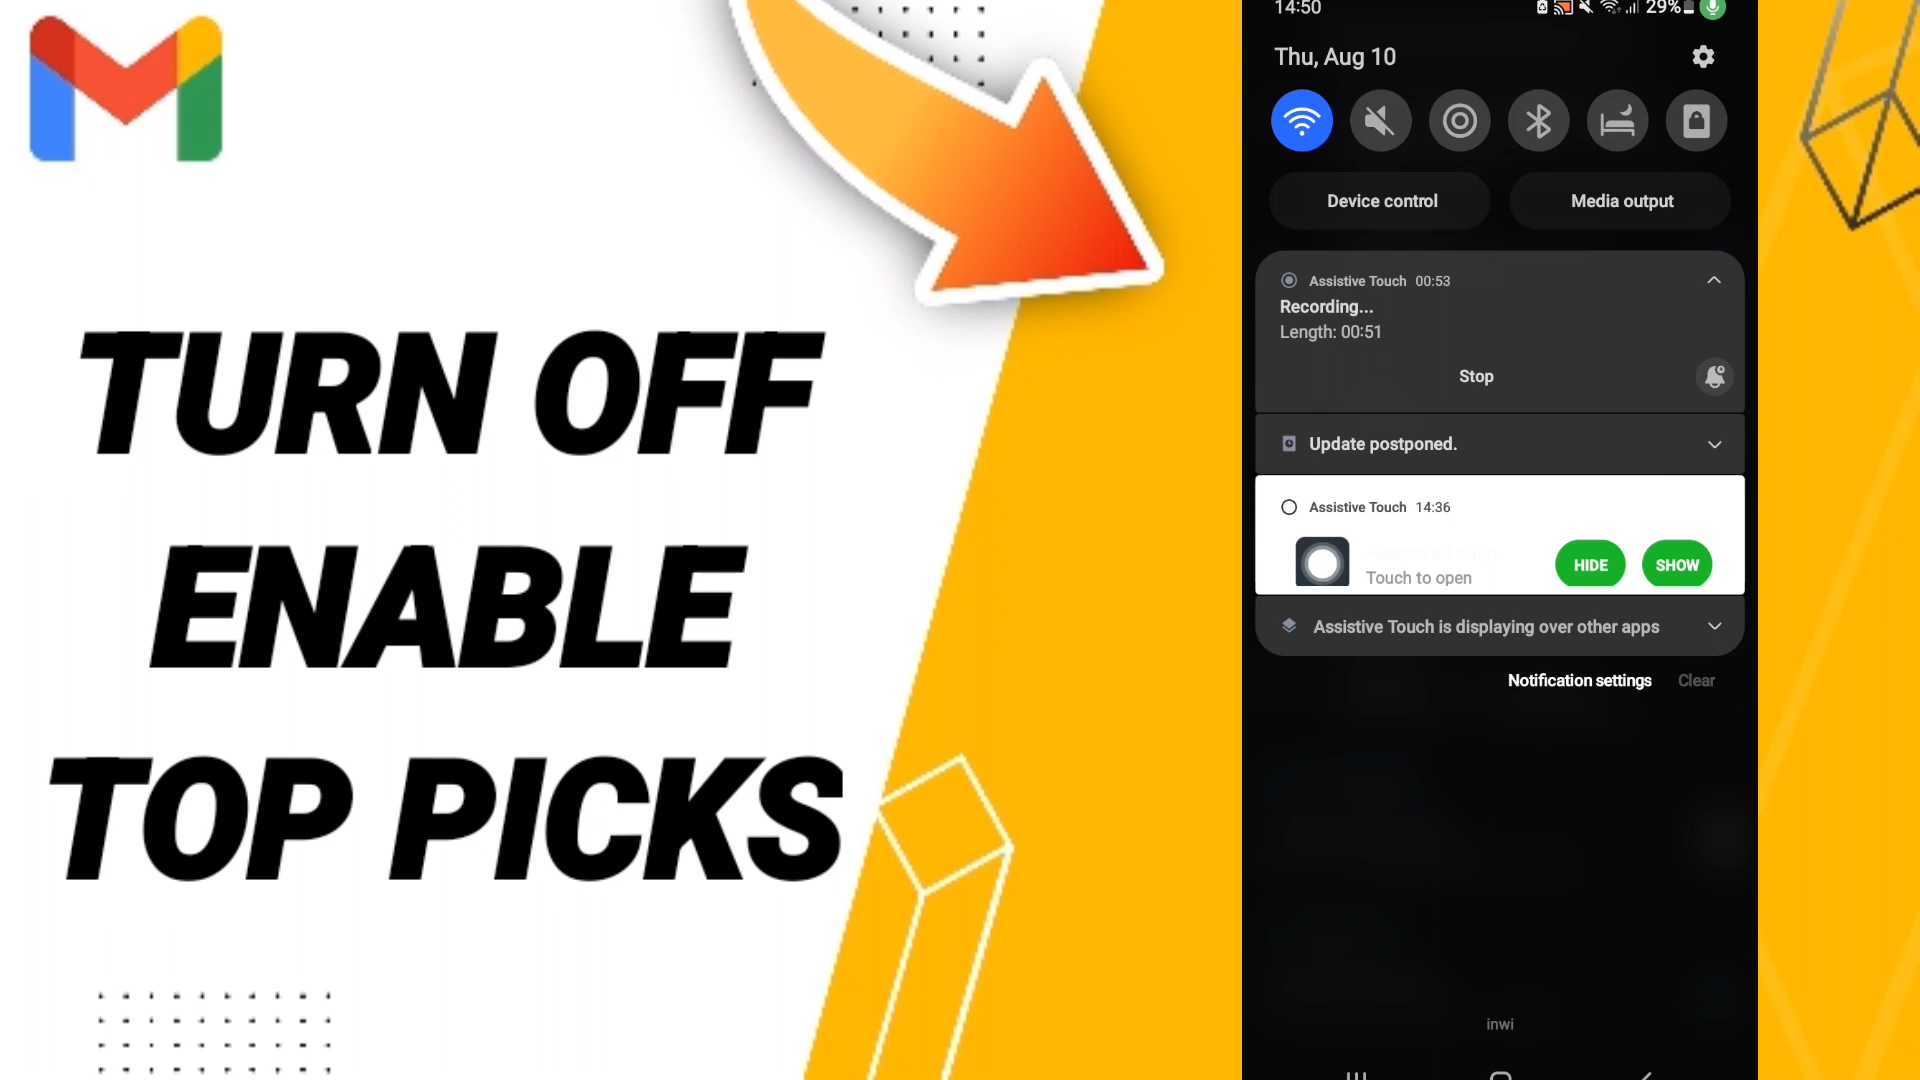 TURN OFF
ENABLE
TOP PICKS
14:50
29%
Thu, Aug 10
Device control
Media output
Assistive Touch 00:53
Recording...
Length: 00:51
Stop
Update postponed.
Assistive Touch 14:36
Touch to open
HIDE
SHOW
Assistive Touch is displaying over other apps
Notification settings
Clear
inwi